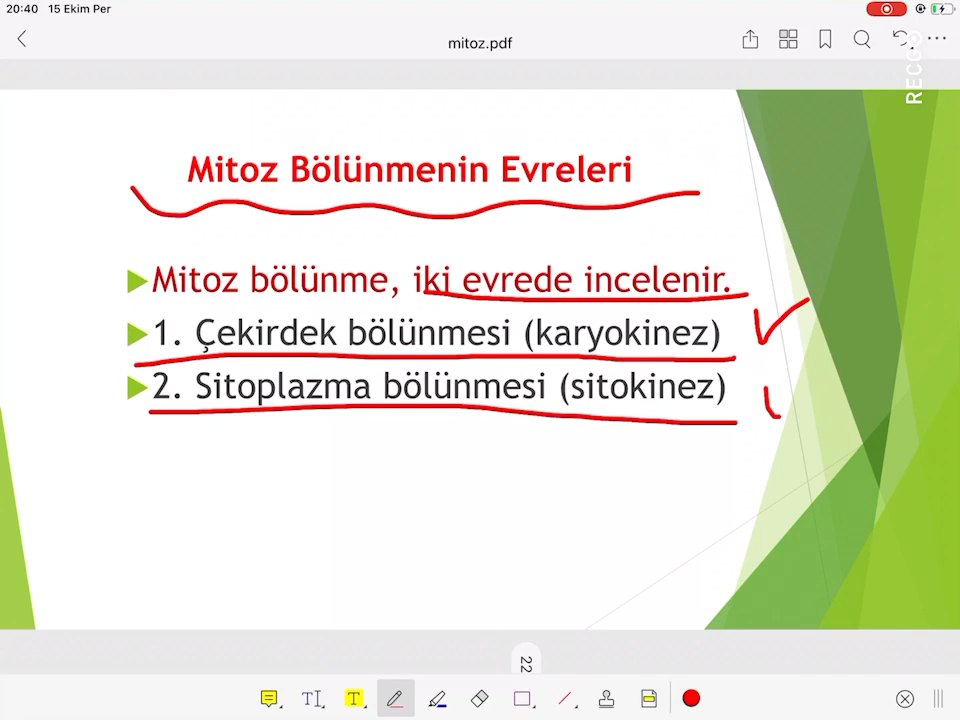 20:40 15 Ekim Per
mitoz.pdf
RECGO
Mitoz Bölünmenin Evreleri
Mitoz bölünme, iki evrede incelenir.
1. Çekirdek bölünmesi (karyokinez)
2. Sitoplazma bölünmesi (sitokinez)
22